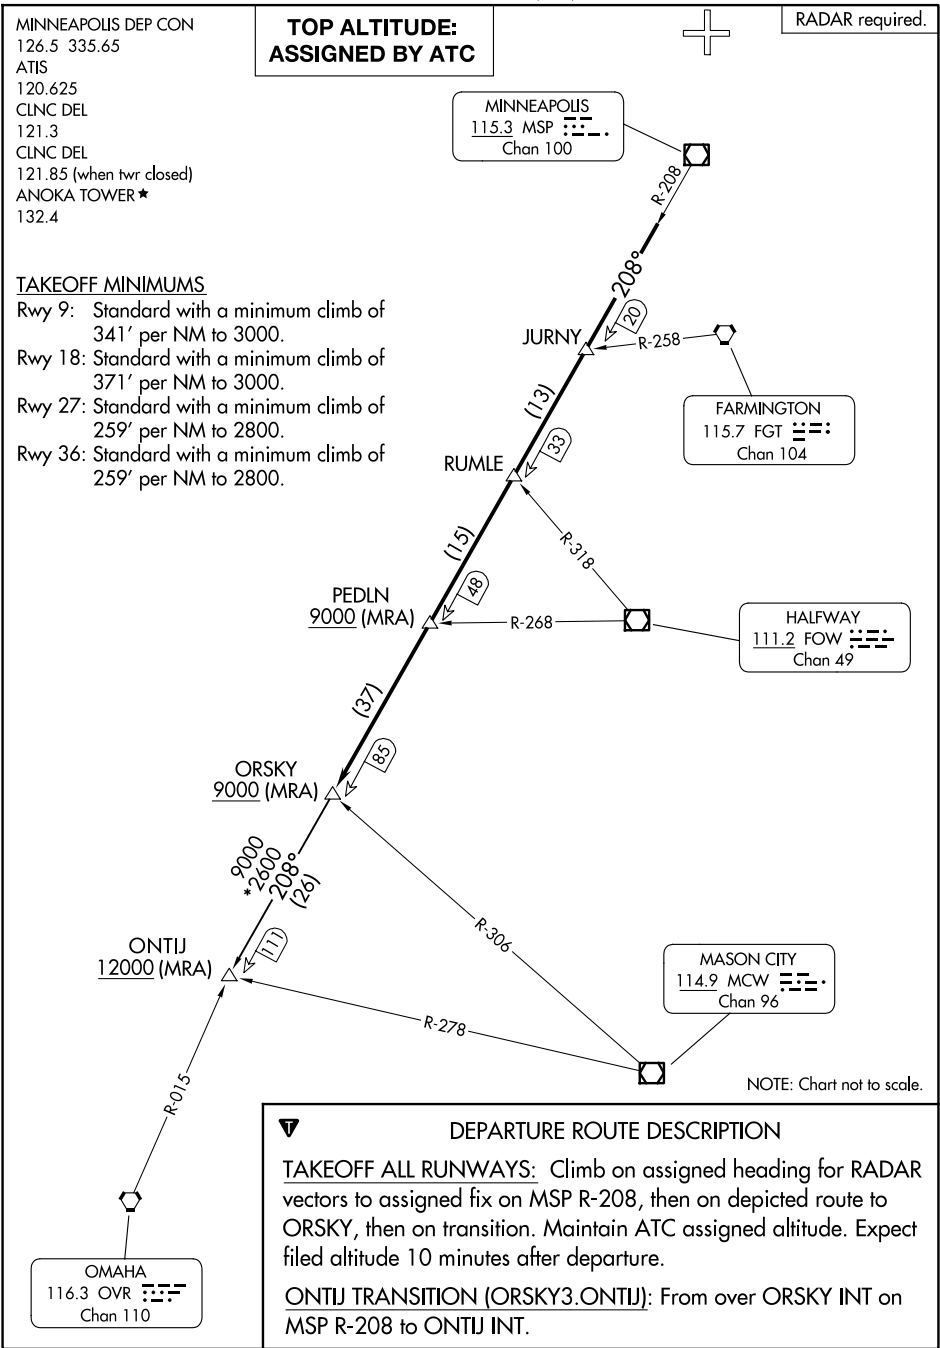 MINNEAPOLIS DEP CON
126.5 335.65
ATIS
120.625
CLNC DEL
121.3
CLNC DEL
121.85 (when twr closed)
ANOKA TOWER★
132.4
TOP ALTITUDE:
ASSIGNED BY ATC
RADAR required.
MINNEAPOLIS
115.3 MSP
Chan 100
R-208
208°
TAKEOFF MINIMUMS
Rwy 9: Standard with a minimum climb of
341' per NM to 3000.
Rwy 18: Standard with a minimum climb of
371' per NM to 3000.
Rwy 27: Standard with a minimum climb of
259' per NM to 2800.
Rwy 36: Standard with a minimum climb of
259' per NM to 2800.
20
JURNY
R-258
FARMINGTON
115.7 FGT
Chan 104
(13)
33
RUMLE
R-318
(15)
48
PEDLN
9000 (MRA)
R-268
HALFWAY
111.2 FOW
Chan 49
(37)
85
ORSKY
9000 (MRA)
9000
*2600
208°
(26)
R-306
111
ONTIJ
12000 (MRA)
MASON CITY
114.9 MCW
Chan 96
R-278
R-015
NOTE: Chart not to scale.
OMAHA
116.3 OVR
Chan 110
T
DEPARTURE ROUTE DESCRIPTION
TAKEOFF ALL RUNWAYS: Climb on assigned heading for RADAR
vectors to assigned fix on MSP R-208, then on depicted route to
ORSKY, then on transition. Maintain ATC assigned altitude. Expect
filed altitude 10 minutes after departure.
ONTIJ TRANSITION (ORSKY3.ONTIJ): From over ORSKY INT on
MSP R-208 to ONTIJ INT.